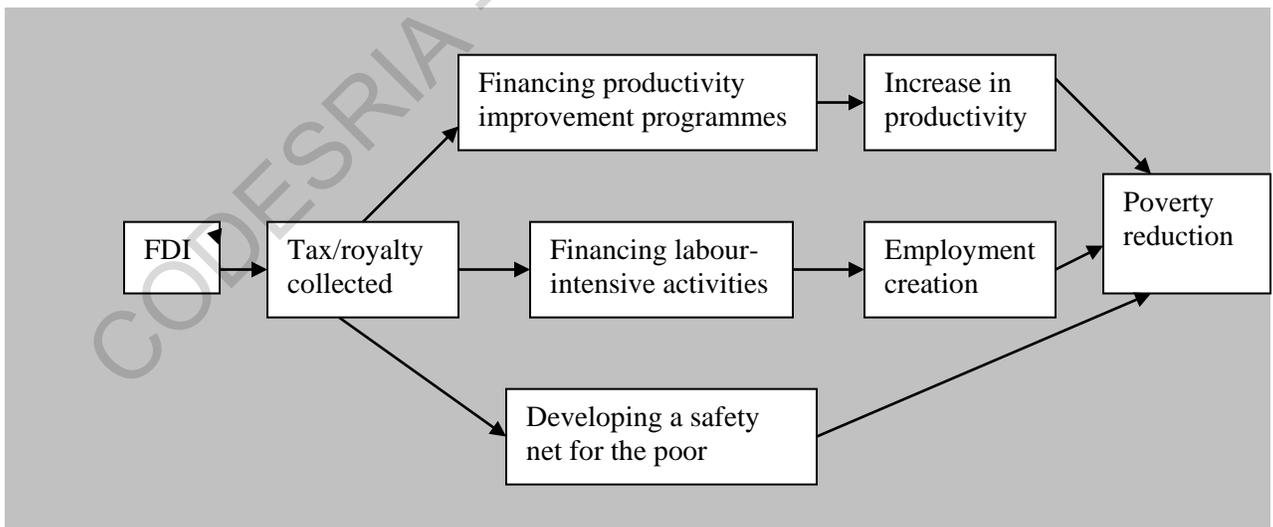 Financing productivity
improvement programmes
Increase in
productivity
Poverty
reduction
FDI
Tax/royalty
collected
Financing labour-
intensive activities
Employment
creation
Developing a safety
net for the poor
CODESRIA